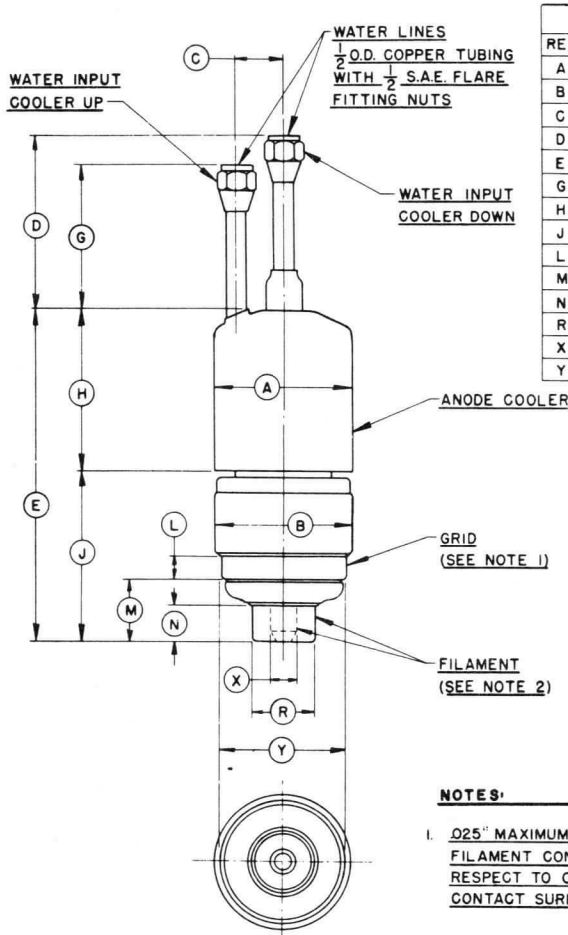 WATER LINES
1/2 O.D. COPPER TUBING
WITH 1/2 S.A.E. FLARE
FITTING NUTS
C
WATER INPUT
COOLER UP
WATER INPUT
COOLER DOWN
D
G
H
A
ANODE COOLER
E
J
L
B
GRID
(SEE NOTE 1)
M
N
FILAMENT
(SEE NOTE 2)
X
R
Y
RE
A
B
C
D
E
G
H
J
L
M
N
R
X
Y
NOTES:
1. .025" MAXIMUM
FILAMENT CON
RESPECT TO
CONTACT SUR